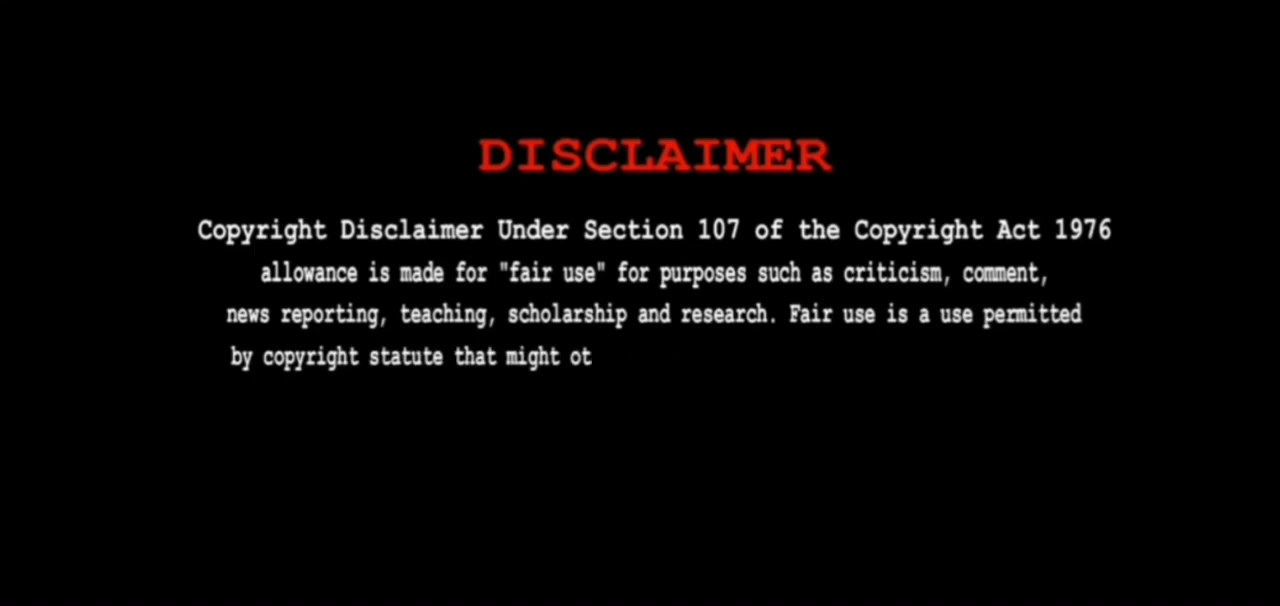 DISCLAIMER
Copyright Disclaimer Under Section 107 of the Copyright Act 1976
allowance is made for "fair use" for purposes such as criticism, comment,
news reporting, teaching, scholarship and research. Fair use is a use permitted
by copyright statute that might ot